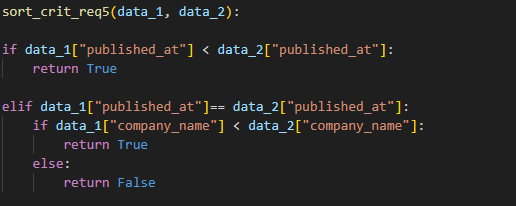 sort_crit_req5(data_1, data_2):
if data_1["published_at"] < data_2["published_at"]:
return True
elif data_1["published_at"]== data_2["published_at"]:
if data_1["company_name"] < data_2["company_name"]:
return True
else:
return False